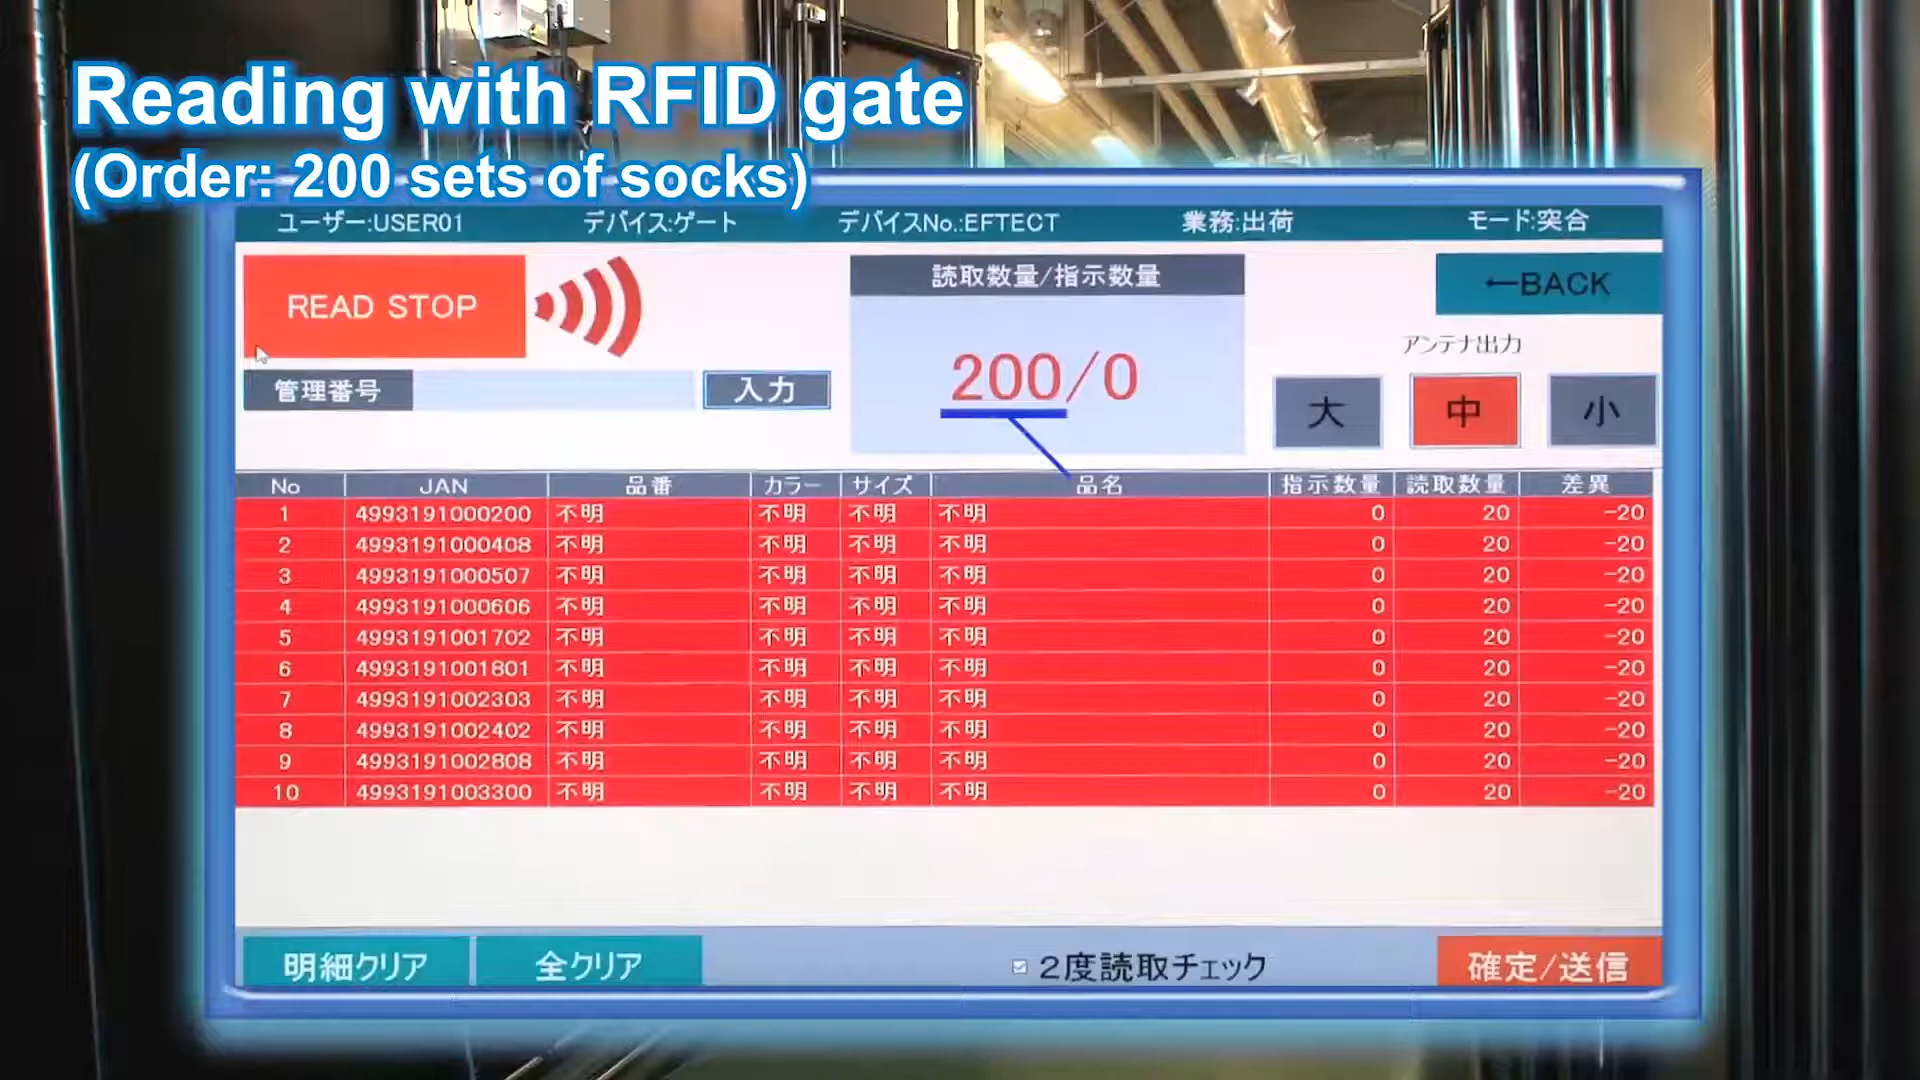 Reading with RFID gate
(Order: 200 sets of socks)
ユーザー:USER01 デバイス:ゲート デバイスNo.:EFTECT 業務:出荷 モード:突合
READ STOP 読取数量/指示数量 ←BACK
200/0
アンテナ出力
管理番号 入力 大 中 小
No JAN 品番 カラー サイズ 品名 指示数量 読取数量 差異
1 4993191000200 不明 不明 不明 不明 0 20 -20
2 4993191000408 不明 不明 不明 不明 0 20 -20
3 4993191000507 不明 不明 不明 不明 0 20 -20
4 4993191000606 不明 不明 不明 不明 0 20 -20
5 4993191001702 不明 不明 不明 不明 0 20 -20
6 4993191001801 不明 不明 不明 不明 0 20 -20
7 4993191002303 不明 不明 不明 不明 0 20 -20
8 4993191002402 不明 不明 不明 不明 0 20 -20
9 4993191002808 不明 不明 不明 不明 0 20 -20
10 4993191003300 不明 不明 不明 不明 0 20 -20
明細クリア 全クリア 2度読取チェック 確定/送信